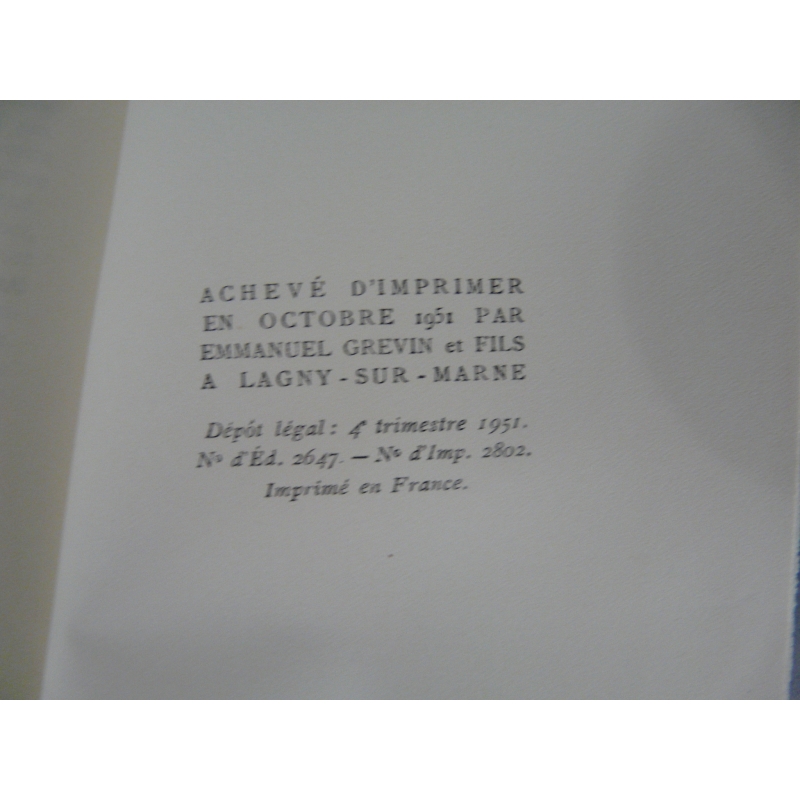 ACHEVÉ D'IMPRIMER
EN OCTOBRE 1951 PAR
EMMANUEL GREVIN et FILS
A LAGNY-SUR-MARNE
Dépôt légal : 4e trimestre 1951.
No d'Éd. 2647. — No d'Imp. 2802.
Imprimé en France.